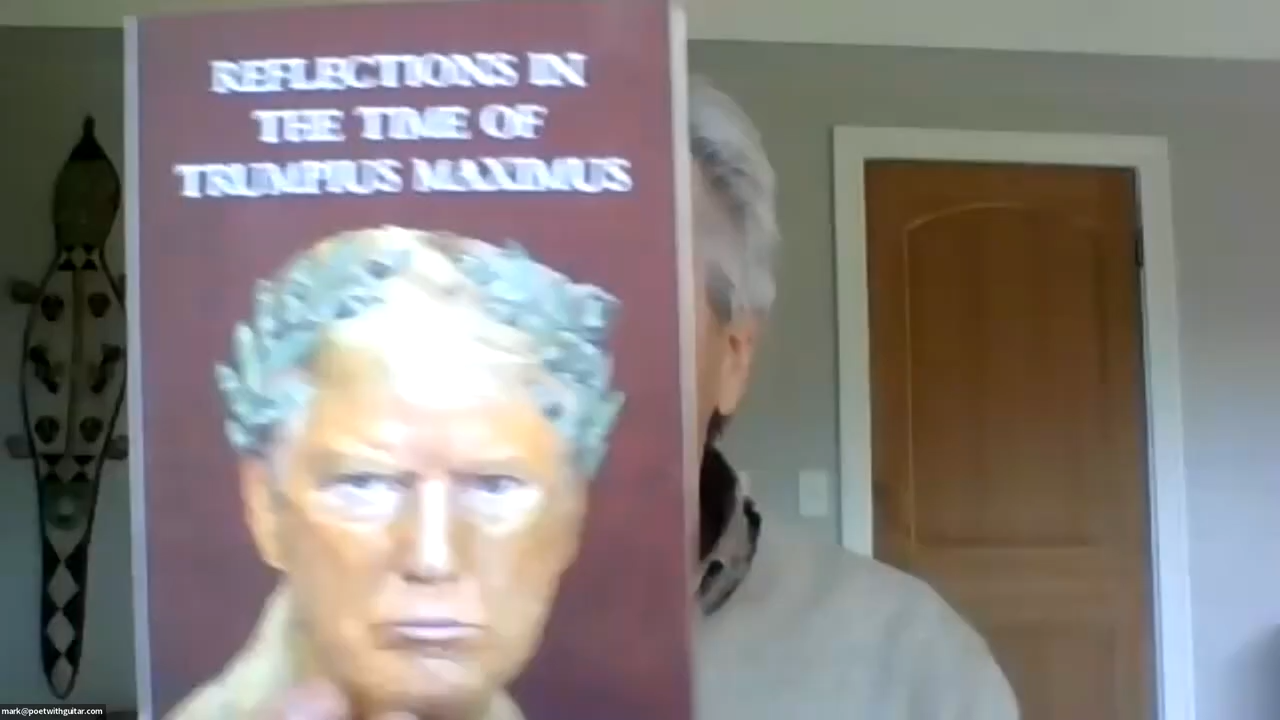 REFLECTIONS IN
THE TIME OF
TRUMPIUS MAXIMUS
mark@poetwithguitar.com